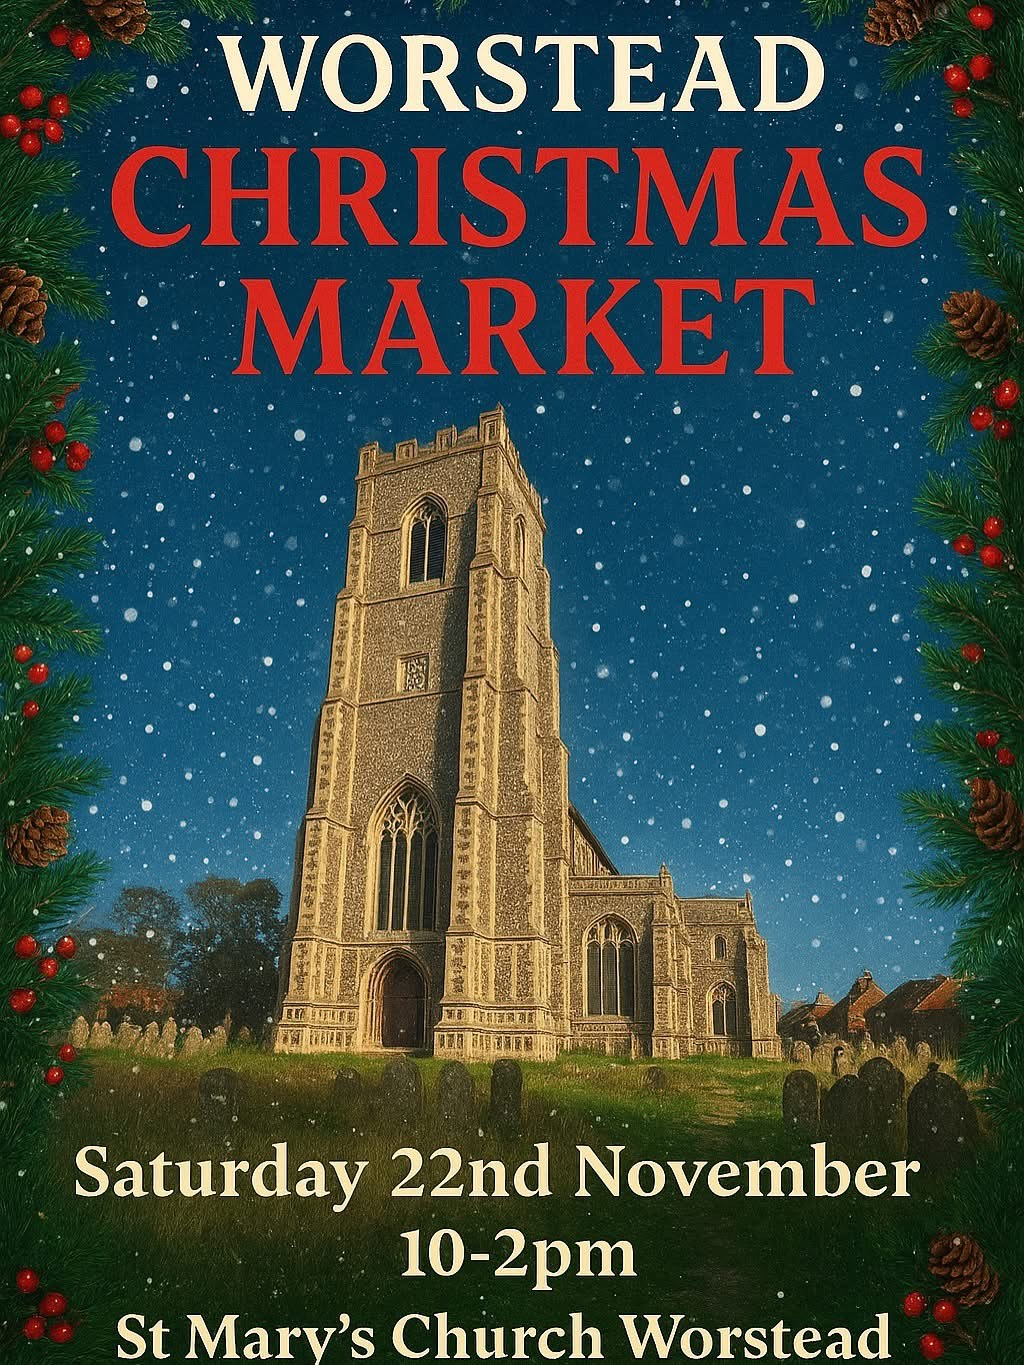 WORSTEAD
CHRISTMAS
MARKET
Saturday 22nd November
10-2pm
St Mary's Church Worstead